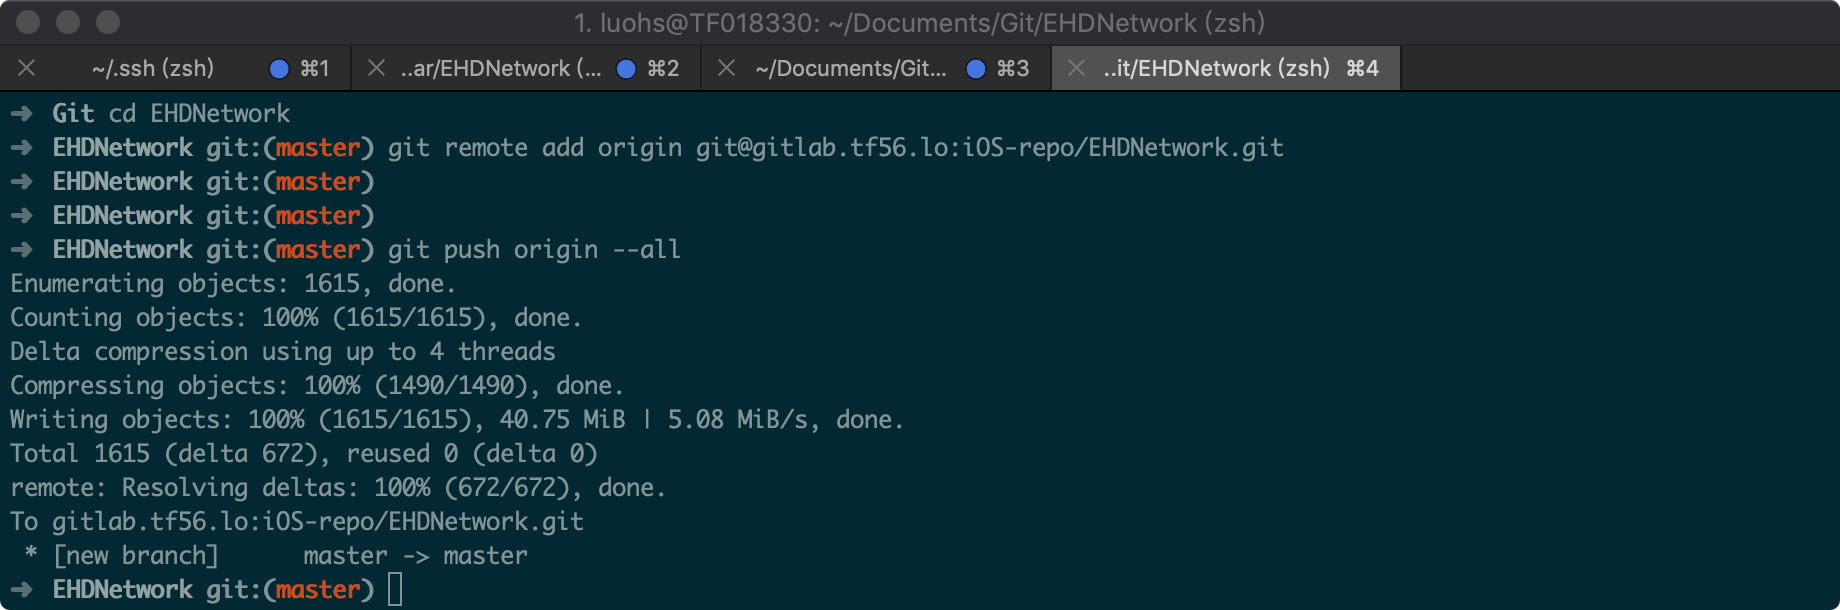 1. luohs@TF018330: ~/Documents/Git/EHDNetwork (zsh)
~/.ssh (zsh) ⌘1 ..ar/EHDNetwork (... ⌘2 ~/Documents/Git... ⌘3 ..it/EHDNetwork (zsh) ⌘4
➜ Git cd EHDNetwork
➜ EHDNetwork git:(master) git remote add origin git@gitlab.tf56.lo:iOS-repo/EHDNetwork.git
➜ EHDNetwork git:(master)
➜ EHDNetwork git:(master)
➜ EHDNetwork git:(master) git push origin --all
Enumerating objects: 1615, done.
Counting objects: 100% (1615/1615), done.
Delta compression using up to 4 threads
Compressing objects: 100% (1490/1490), done.
Writing objects: 100% (1615/1615), 40.75 MiB | 5.08 MiB/s, done.
Total 1615 (delta 672), reused 0 (delta 0)
remote: Resolving deltas: 100% (672/672), done.
To gitlab.tf56.lo:iOS-repo/EHDNetwork.git
* [new branch] master -> master
➜ EHDNetwork git:(master)